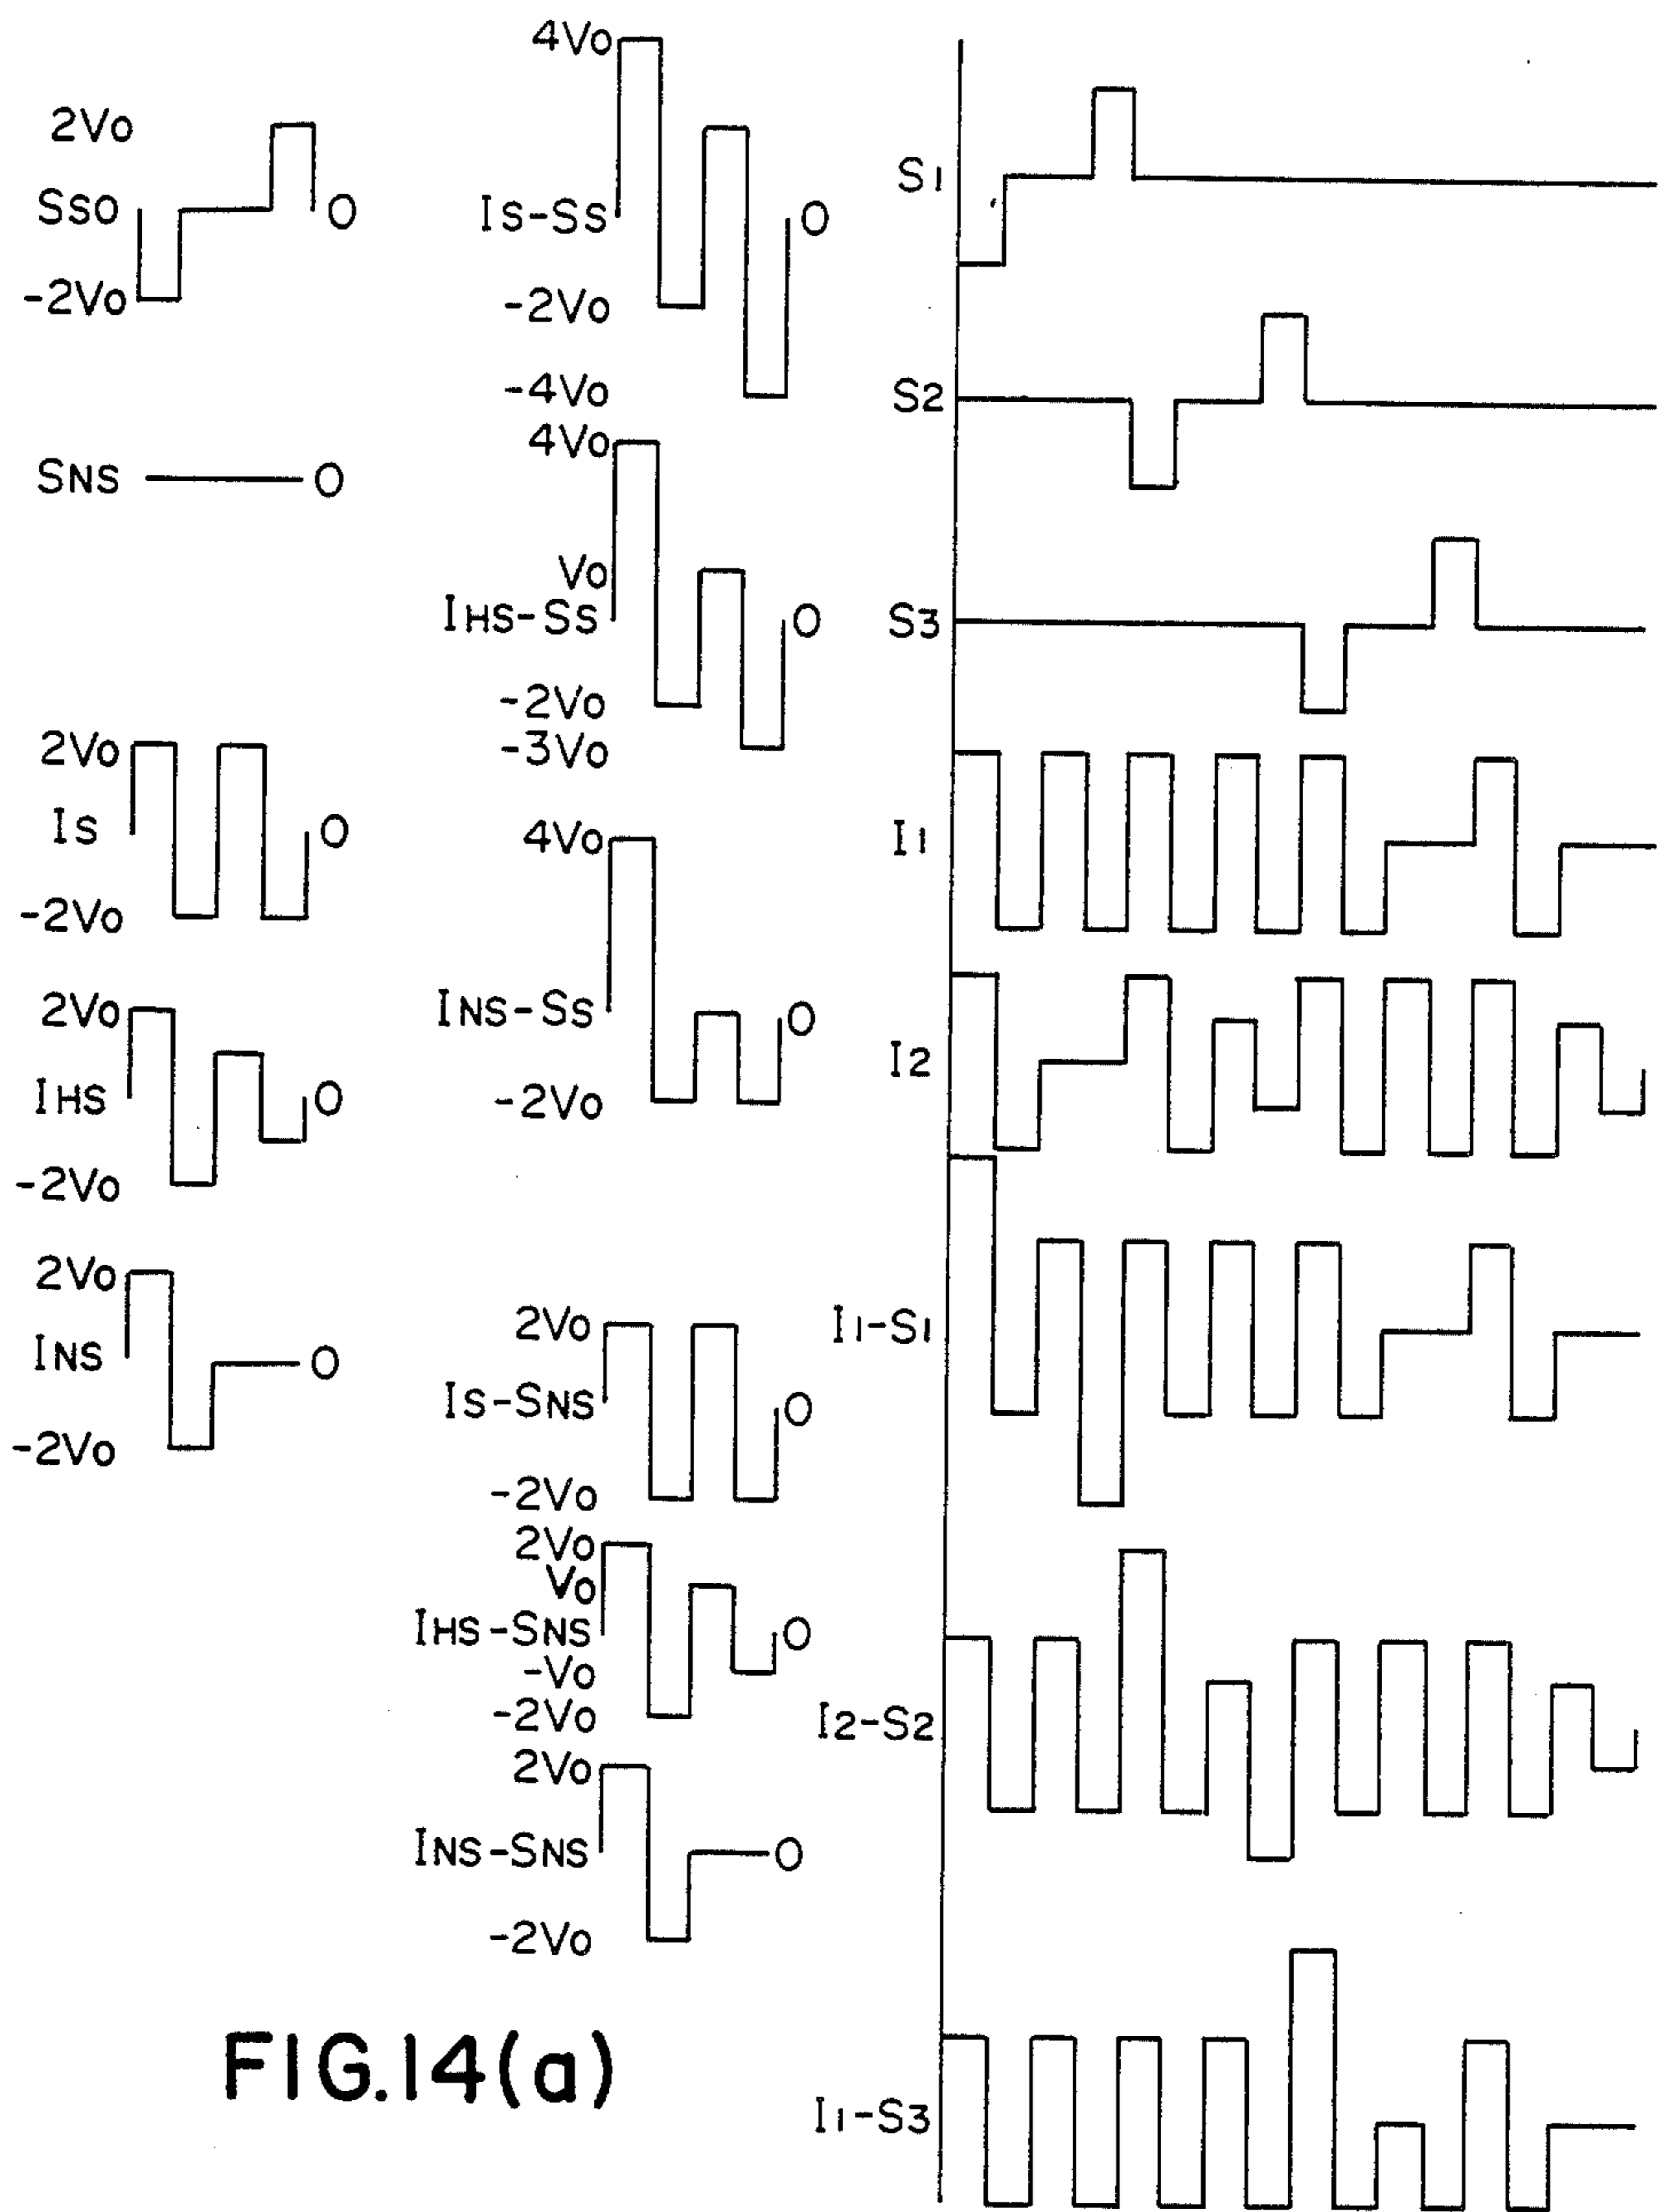 2Vo
Sso
O
-2Vo
SNS
O
2Vo
Is
O
-2Vo
2Vo
IHS
O
-2Vo
2Vo
INS
O
-2Vo
4Vo
Is-Ss
O
-2Vo
-4Vo
4Vo
Vo
IHS-Ss
O
-2Vo
-3Vo
4Vo
INS-Ss
O
-2Vo
2Vo
Is-SNS
O
-2Vo
2Vo
Vo
IHS-SNS
O
-Vo
-2Vo
2Vo
INS-SNS
O
-2Vo
S1
S2
S3
I1
I2
I1-S1
I2-S2
I1-S3
FIG.14(a)